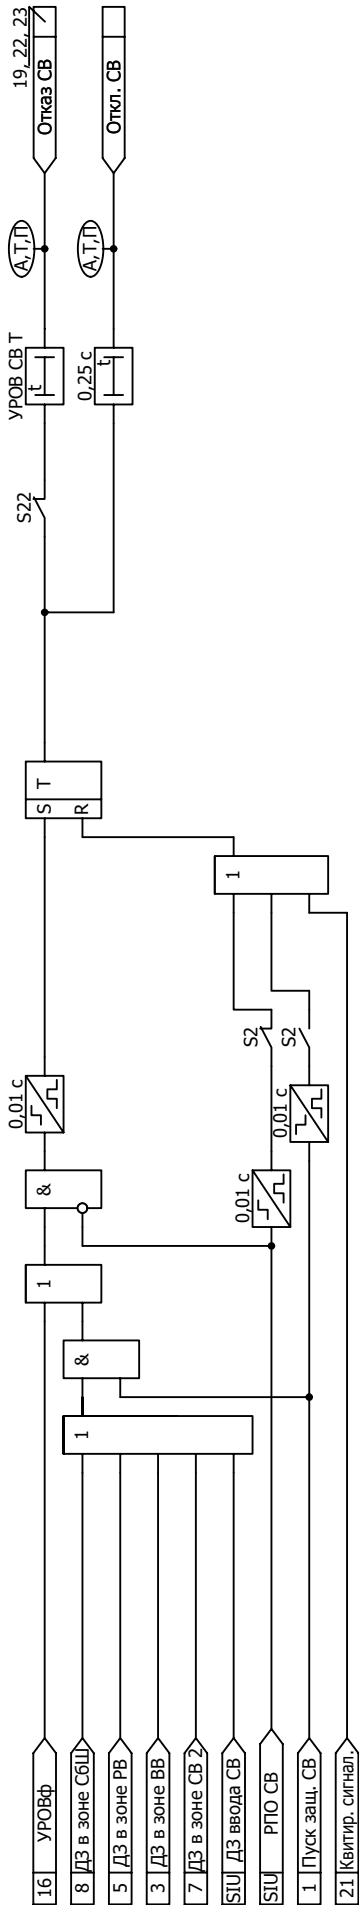 16 УРОВф
8 ДЗ в зоне СбШ
5 ДЗ в зоне РВ
3 ДЗ в зоне ВВ
7 ДЗ в зоне СВ 2
SIU ДЗ ввода СВ
SIU РПО СВ
1 Пуск защ. СВ
21 Квитир. сигнал.
1
&
1
&
0,01 с
0,01 с
0,01 с
S2
S2
1
S T
R
S22
УРОВ СВ Т
t
0,25 с
t
А,Т,П
А,Т,П
Отказ СВ
19, 22, 23
Откл. СВ